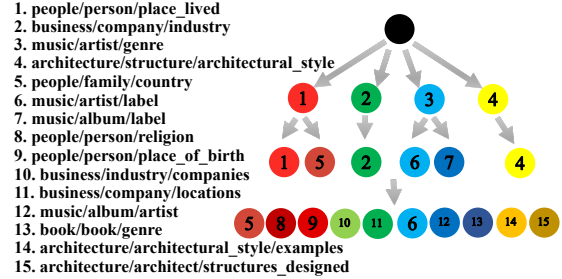 1. people/person/place_lived
2. business/company/industry
3. music/artist/genre
4. architecture/structure/architectural_style
5. people/family/country
6. music/artist/label
7. music/album/label
8. people/person/religion
9. people/person/place_of_birth
10. business/industry/companies
11. business/company/locations
12. music/album/artist
13. book/book/genre
14. architecture/architectural_style/examples
15. architecture/architect/structures_designed
1 2 3 4
1 5 2 6 7 4
5 8 9 10 11 6 12 13 14 15